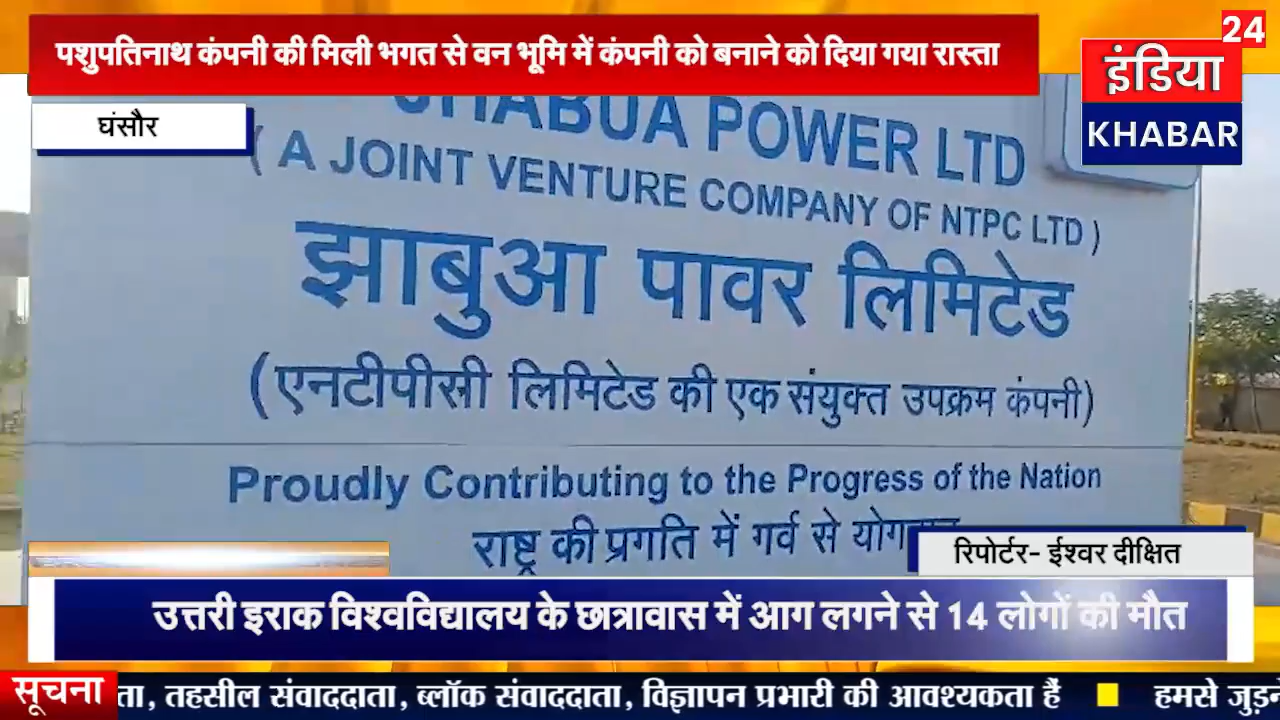 24
पशुपतिनाथ कंपनी की मिली भगत से वन भूमि में कंपनी को बनाने को दिया गया रास्ता
इंडिया
KHABAR
घंसौर
JHABUA POWER LTD
( A JOINT VENTURE COMPANY OF NTPC LTD )
झाबुआ पावर लिमिटेड
(एनटीपीसी लिमिटेड की एक संयुक्त उपक्रम कंपनी)
Proudly Contributing to the Progress of the Nation
राष्ट्र की प्रगति में गर्व से
रिपोर्टर- ईश्वर दीक्षित
उत्तरी इराक विश्वविद्यालय के छात्रावास में आग लगने से 14 लोगों की मौत
सूचना
तहसील संवाददाता, ब्लॉक संवाददाता, विज्ञापन प्रभारी की आवश्यकता हैं हमसे